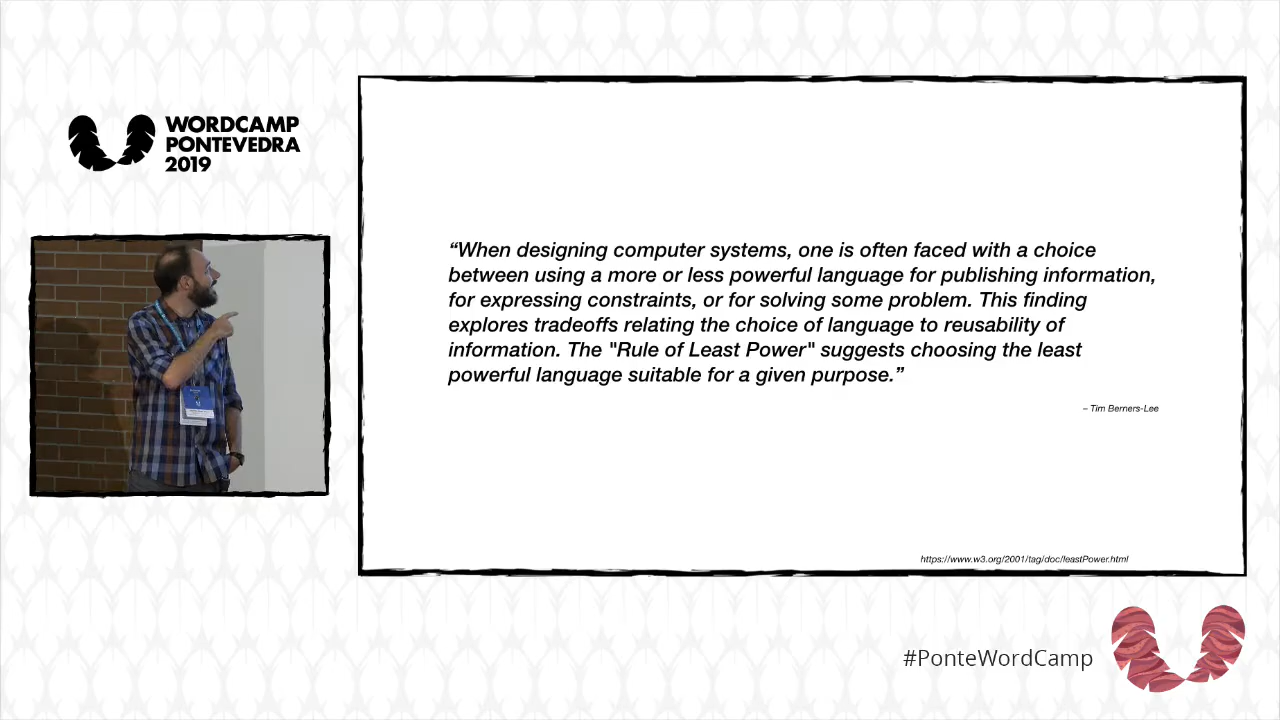 WORDCAMP
PONTEVEDRA
2019
“When designing computer systems, one is often faced with a choice
between using a more or less powerful language for publishing information,
for expressing constraints, or for solving some problem. This finding
explores tradeoffs relating the choice of language to reusability of
information. The "Rule of Least Power" suggests choosing the least
powerful language suitable for a given purpose.”
– Tim Berners-Lee
https://www.w3.org/2001/tag/doc/leastPower.html
#PonteWordCamp